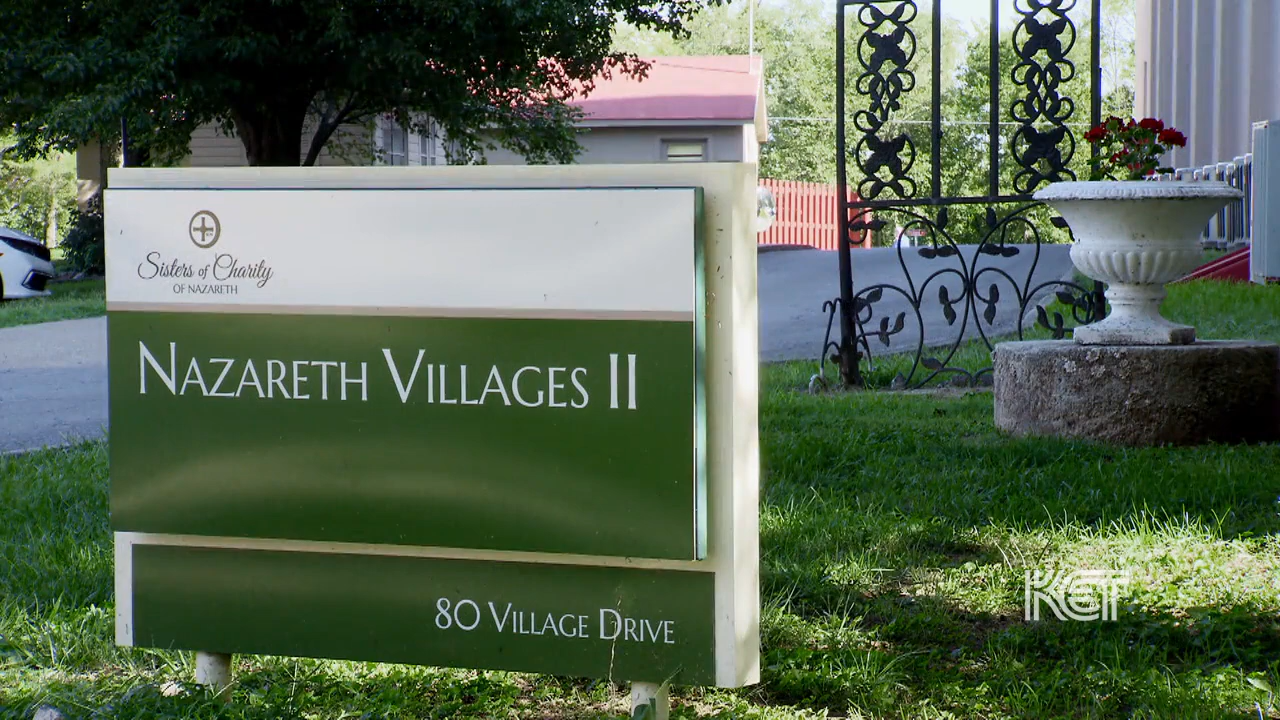 Sisters of Charity
OF NAZARETH
NAZARETH VILLAGES II
80 VILLAGE DRIVE
KET